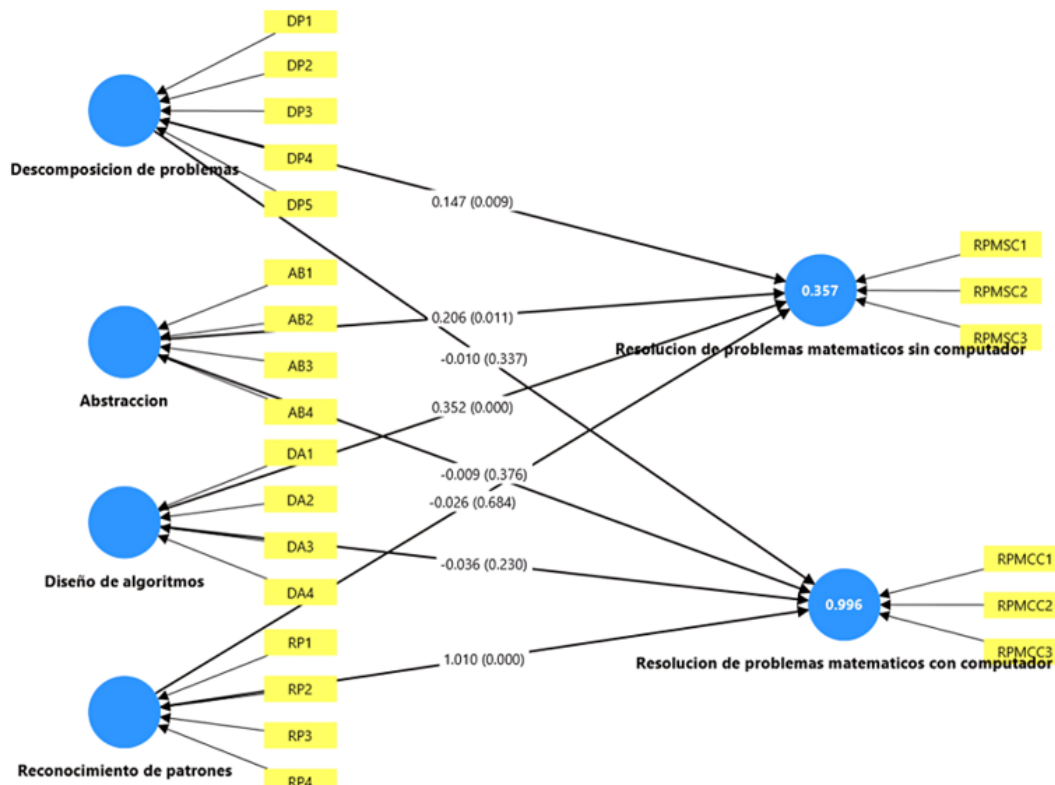 DP1
DP2
DP3
DP4
DP5
Descomposicion de problemas
AB1
AB2
AB3
AB4
Abstraccion
DA1
DA2
DA3
DA4
Diseño de algoritmos
RP1
RP2
RP3
RP4
Reconocimiento de patrones
0.147 (0.009)
0.206 (0.011)
-0.010 (0.337)
0.352 (0.000)
-0.009 (0.376)
-0.026 (0.684)
-0.036 (0.230)
1.010 (0.000)
0.357
RPMSC1
RPMSC2
RPMSC3
Resolucion de problemas matematicos sin computador
0.996
RPMCC1
RPMCC2
RPMCC3
Resolucion de problemas matematicos con computador